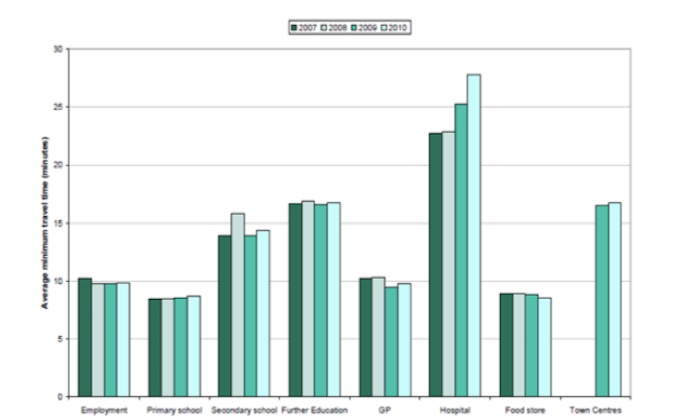 2007 2008 2009 2010
30
25
20
15
10
5
0
Average minimum travel time (minutes)
Employment Primary school Secondary school Further Education GP Hospital Food store Town Centres